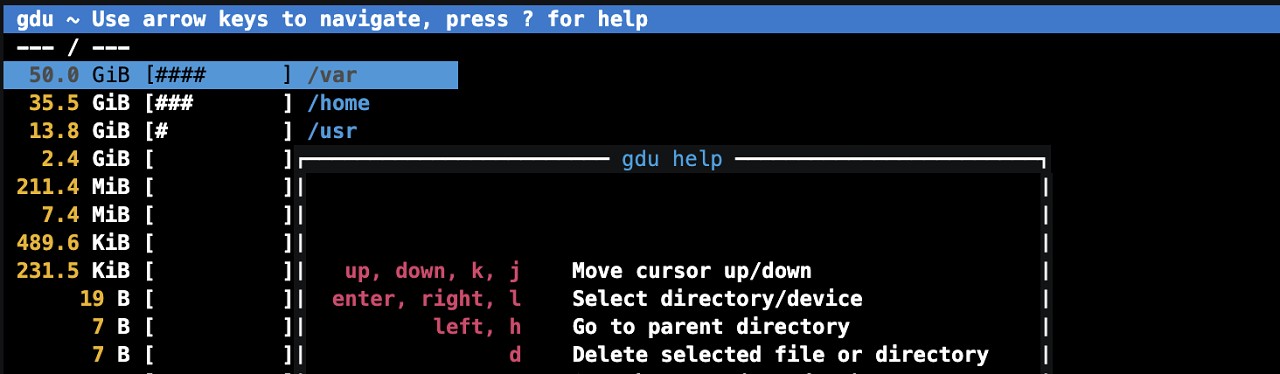 gdu ~ Use arrow keys to navigate, press ? for help
--- / ---
50.0 GiB [####      ] /var
35.5 GiB [###       ] /home
13.8 GiB [#         ] /usr
2.4 GiB [          ]
gdu help
211.4 MiB [          ]
7.4 MiB [          ]
489.6 KiB [          ]
231.5 KiB [          ] up, down, k, j Move cursor up/down
19 B [          ] enter, right, l Select directory/device
7 B [          ] left, h Go to parent directory
7 B [          ] d Delete selected file or directory